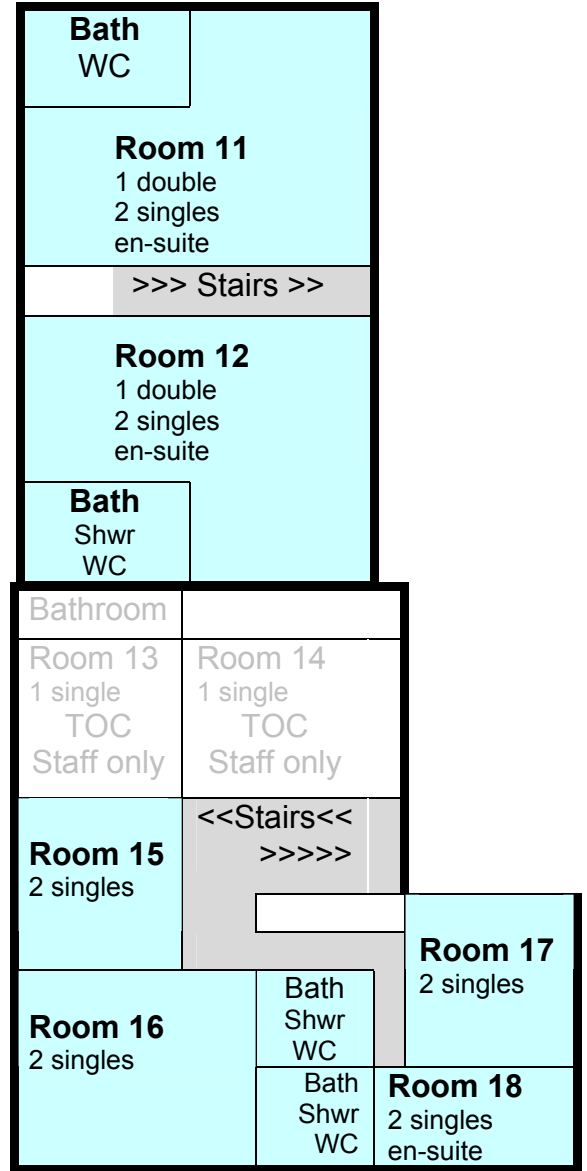 Bath
WC
Room 11
1 double
2 singles
en-suite
>>> Stairs >>
Room 12
1 double
2 singles
en-suite
Bath
Shwr
WC
Bathroom
Room 13
1 single
TOC
Staff only
Room 14
1 single
TOC
Staff only
<<Stairs<<
>>>>>
Room 15
2 singles
Room 17
2 singles
Bath
Shwr
WC
Room 16
2 singles
Bath
Shwr
WC
Room 18
2 singles
en-suite